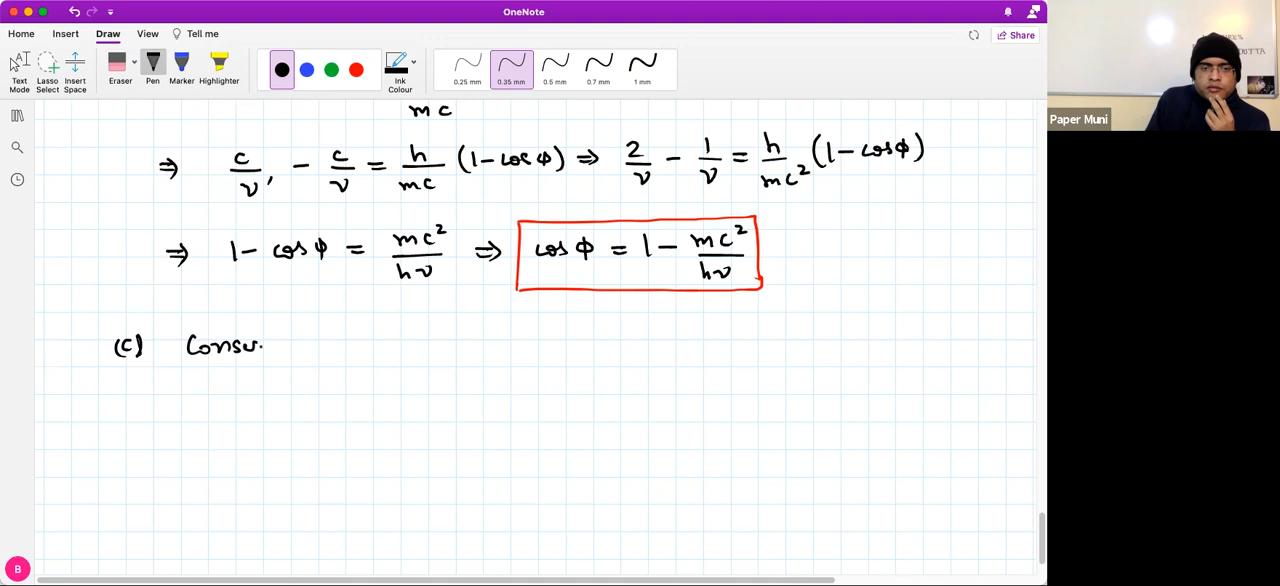 OneNote
Home Insert Draw View Tell me
Share
Text Mode Lasso Select Insert Space Eraser Pen Marker Highlighter Ink Colour 0.25 mm 0.35 mm 0.5 mm 0.7 mm 1 mm
Paper Muni
mc
⇒ c/ν' - c/ν = h/mc (1-cos φ) ⇒ 2/ν - 1/ν = h/mc² (1-cos φ)
⇒ 1- cos φ = mc²/hν ⇒ cos φ = 1 - mc²/hν
(c) Conser
B